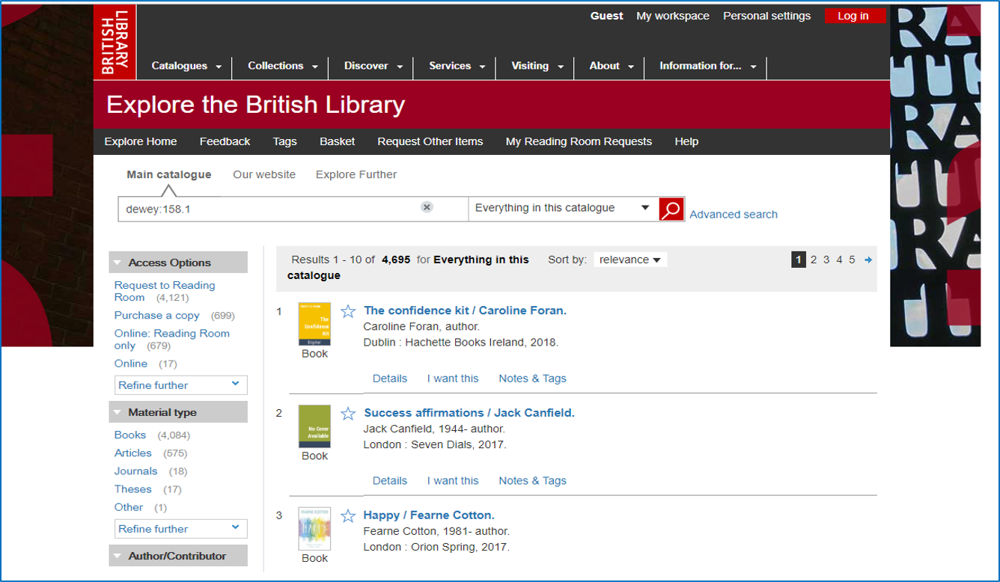 Guest My workspace Personal settings Log in
BRITISH
LIBRARY
Catalogues Collections Discover Services Visiting About Information for...
Explore the British Library
Explore Home Feedback Tags Basket Request Other Items My Reading Room Requests Help
Main catalogue Our website Explore Further
dewey:158.1 Everything in this catalogue
Advanced search
Access Options
Request to Reading
Room (4,121)
Purchase a copy (699)
Online: Reading Room
only (679)
Online (17)
Refine further
Material type
Books (4,084)
Articles (575)
Journals (18)
Theses (17)
Other (1)
Refine further
Author/Contributor
Results 1 - 10 of 4,695 for Everything in this
catalogue
Sort by: relevance
1 2 3 4 5
1
The
Confidence
Kit
Digital
Book
The confidence kit / Caroline Foran.
Caroline Foran, author.
Dublin : Hachette Books Ireland, 2018.
Details I want this Notes & Tags
2
No Cover
Available
Book
Success affirmations / Jack Canfield.
Jack Canfield, 1944- author.
London : Seven Dials, 2017.
Details I want this Notes & Tags
3
FEARNE COTTON
HAPPY
Book
Happy / Fearne Cotton.
Fearne Cotton, 1981- author.
London : Orion Spring, 2017.